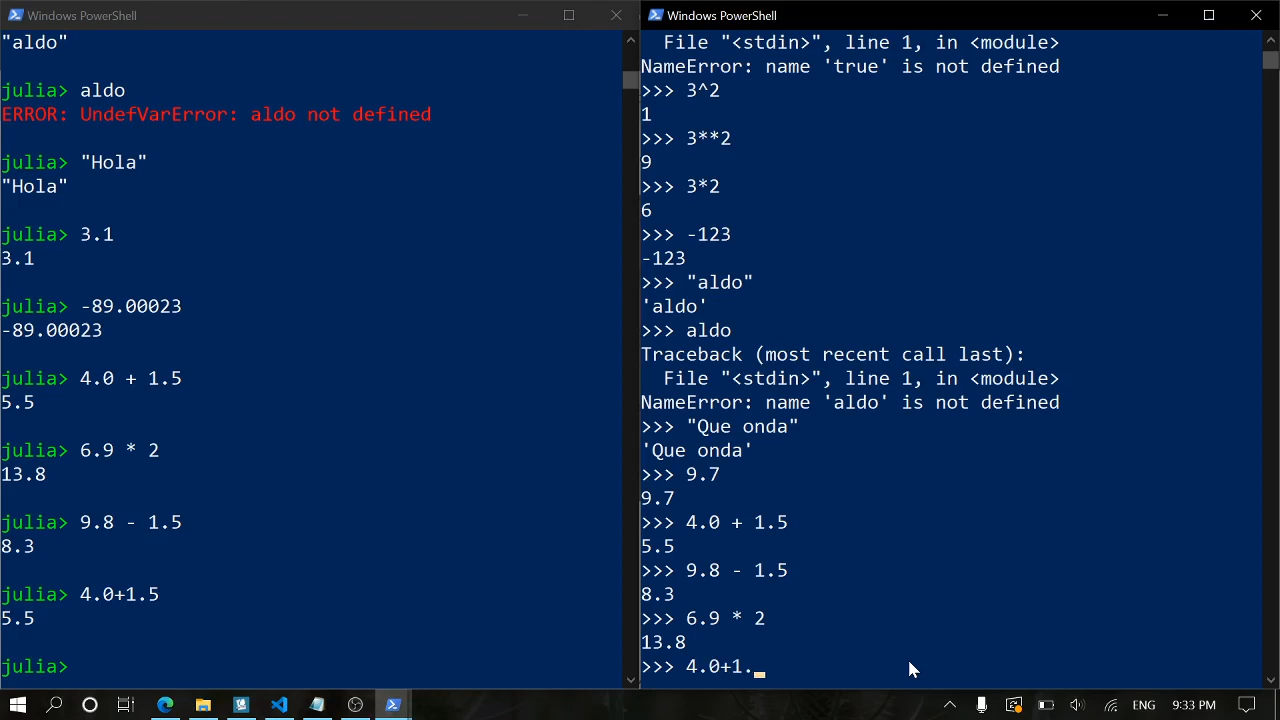 Windows PowerShell
"aldo"
julia> aldo
ERROR: UndefVarError: aldo not defined
julia> "Hola"
"Hola"
julia> 3.1
3.1
julia> -89.00023
-89.00023
julia> 4.0 + 1.5
5.5
julia> 6.9 * 2
13.8
julia> 9.8 - 1.5
8.3
julia> 4.0+1.5
5.5
julia>
Windows PowerShell
File "<stdin>", line 1, in <module>
NameError: name 'true' is not defined
>>> 3^2
1
>>> 3**2
9
>>> 3*2
6
>>> -123
-123
>>> "aldo"
'aldo'
>>> aldo
Traceback (most recent call last):
File "<stdin>", line 1, in <module>
NameError: name 'aldo' is not defined
>>> "Que onda"
'Que onda'
>>> 9.7
9.7
>>> 4.0 + 1.5
5.5
>>> 9.8 - 1.5
8.3
>>> 6.9 * 2
13.8
>>> 4.0+1._
ENG 9:33 PM